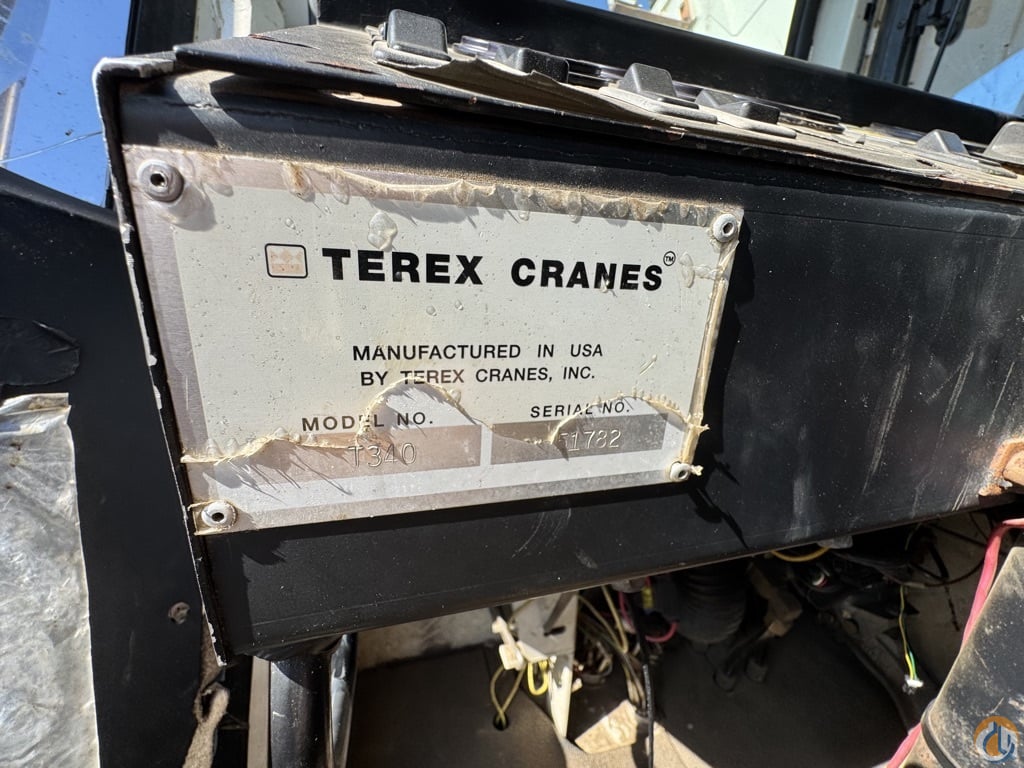 TEREX CRANES™
MANUFACTURED IN USA
BY TEREX CRANES, INC.
MODEL NO.
SERIAL NO.
T340